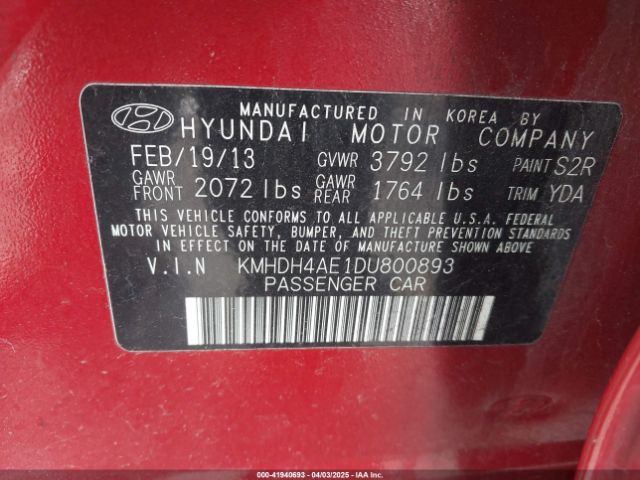 MANUFACTURED IN KOREA BY
HYUNDAI MOTOR COMPANY
FEB/19/13 GVWR 3792 lbs PAINT S2R
GAWR FRONT 2072 lbs GAWR REAR 1764 lbs TRIM YDA
THIS VEHICLE CONFORMS TO ALL APPLICABLE U.S.A. FEDERAL
MOTOR VEHICLE SAFETY, BUMPER, AND THEFT PREVENTION STANDARDS
IN EFFECT ON THE DATE OF MANUFACTURE SHOWN ABOVE.
V.I.N KMHDH4AE1DU800893
PASSENGER CAR
000-41940693 - 04/03/2025 - IAAI.COM